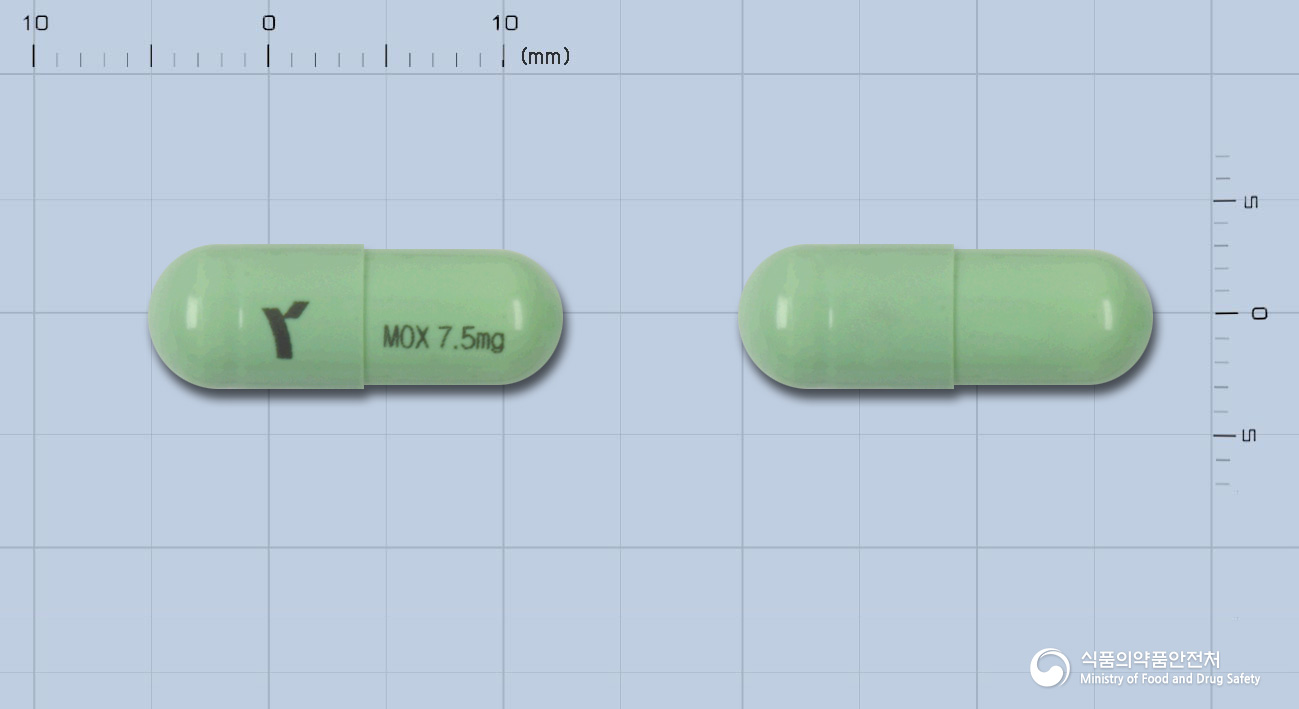 10 0 10
(mm)
MOX 7.5mg
5
0
5
식품의약품안전처
Ministry of Food and Drug Safety